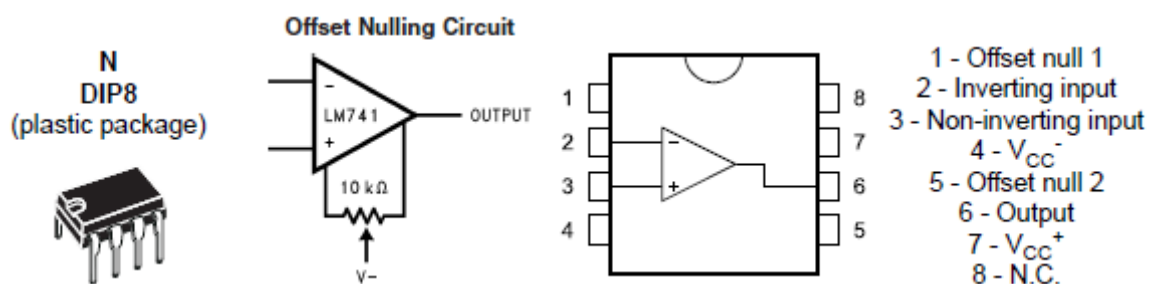 N
DIP8
(plastic package)
Offset Nulling Circuit
−
LM741
+
OUTPUT
10 kΩ
V−
1
2
3
4
−
+
8
7
6
5
1 - Offset null 1
2 - Inverting input
3 - Non-inverting input
4 - VCC-
5 - Offset null 2
6 - Output
7 - VCC+
8 - N.C.